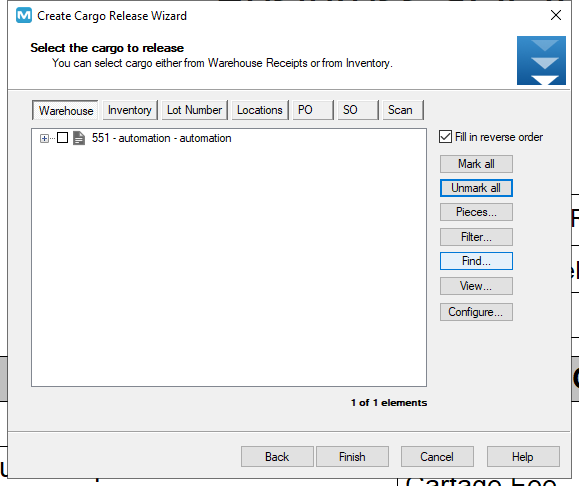 Create Cargo Release Wizard
Select the cargo to release
You can select cargo either from Warehouse Receipts or from Inventory.
Warehouse Inventory Lot Number Locations PO SO Scan
551 - automation - automation
Fill in reverse order
Mark all
Unmark all
Pieces...
Filter...
Find...
View...
Configure...
1 of 1 elements
Back Finish Cancel Help
Cartage Fee